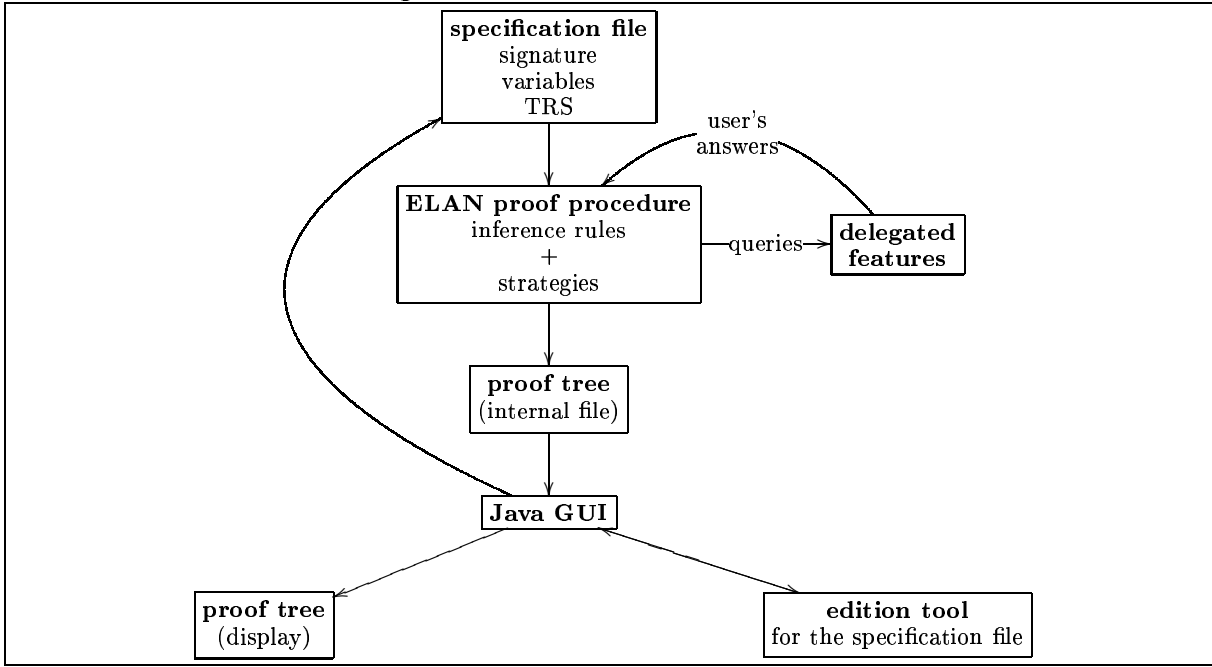 specification file
signature
variables
TRS
user's
answers
ELAN proof procedure
inference rules
+
strategies
queries
delegated
features
proof tree
(internal file)
Java GUI
proof tree
(display)
edition tool
for the specification file